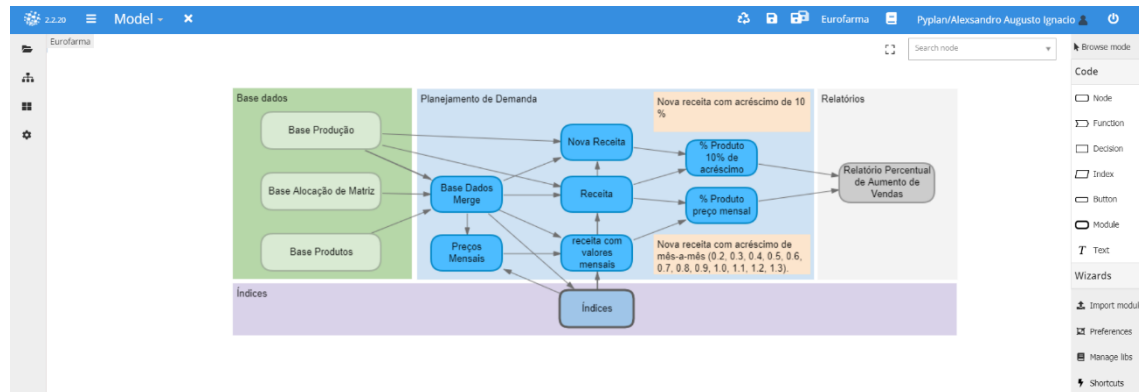 2.2.20 Model Eurofarma Pyplan/Alexsandro Augusto Ignacio
Eurofarma
Search node
Browse mode
Code
Node
Function
Decision
Index
Button
Module
T Text
Wizards
Import modul
Preferences
Manage libs
Shortcuts
Base dados
Base Produção
Base Alocação de Matriz
Base Produtos
Planejamento de Demanda
Nova receita com acréscimo de 10
%
Nova Receita
% Produto
10% de
acréscimo
Base Dados
Merge
Receita
% Produto
preço mensal
Preços
Mensais
receita com
valores
mensais
Nova receita com acréscimo de
mês-a-mês (0.2, 0.3, 0.4, 0.5, 0.6,
0.7, 0.8, 0.9, 1.0, 1.1, 1.2, 1.3).
Relatórios
Relatório Percentual
de Aumento de
Vendas
Índices
Índices